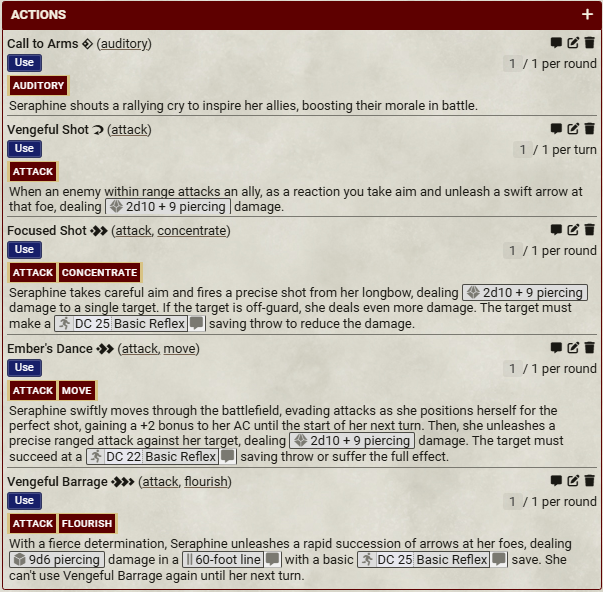 ACTIONS +
Call to Arms (auditory)
Use 1 / 1 per round
AUDITORY
Seraphine shouts a rallying cry to inspire her allies, boosting their morale in battle.
Vengeful Shot (attack)
Use 1 / 1 per turn
ATTACK
When an enemy within range attacks an ally, as a reaction you take aim and unleash a swift arrow at
that foe, dealing 2d10 + 9 piercing damage.
Focused Shot (attack, concentrate)
Use 1 / 1 per round
ATTACK CONCENTRATE
Seraphine takes careful aim and fires a precise shot from her longbow, dealing 2d10 + 9 piercing
damage to a single target. If the target is off-guard, she deals even more damage. The target must
make a DC 25 Basic Reflex saving throw to reduce the damage.
Ember's Dance (attack, move)
Use 1 / 1 per round
ATTACK MOVE
Seraphine swiftly moves through the battlefield, evading attacks as she positions herself for the
perfect shot, gaining a +2 bonus to her AC until the start of her next turn. Then, she unleashes a
precise ranged attack against her target, dealing 2d10 + 9 piercing damage. The target must
succeed at a DC 22 Basic Reflex saving throw or suffer the full effect.
Vengeful Barrage (attack, flourish)
Use 1 / 1 per round
ATTACK FLOURISH
With a fierce determination, Seraphine unleashes a rapid succession of arrows at her foes, dealing
9d6 piercing damage in a 60-foot line with a basic DC 25 Basic Reflex save. She
can't use Vengeful Barrage again until her next turn.